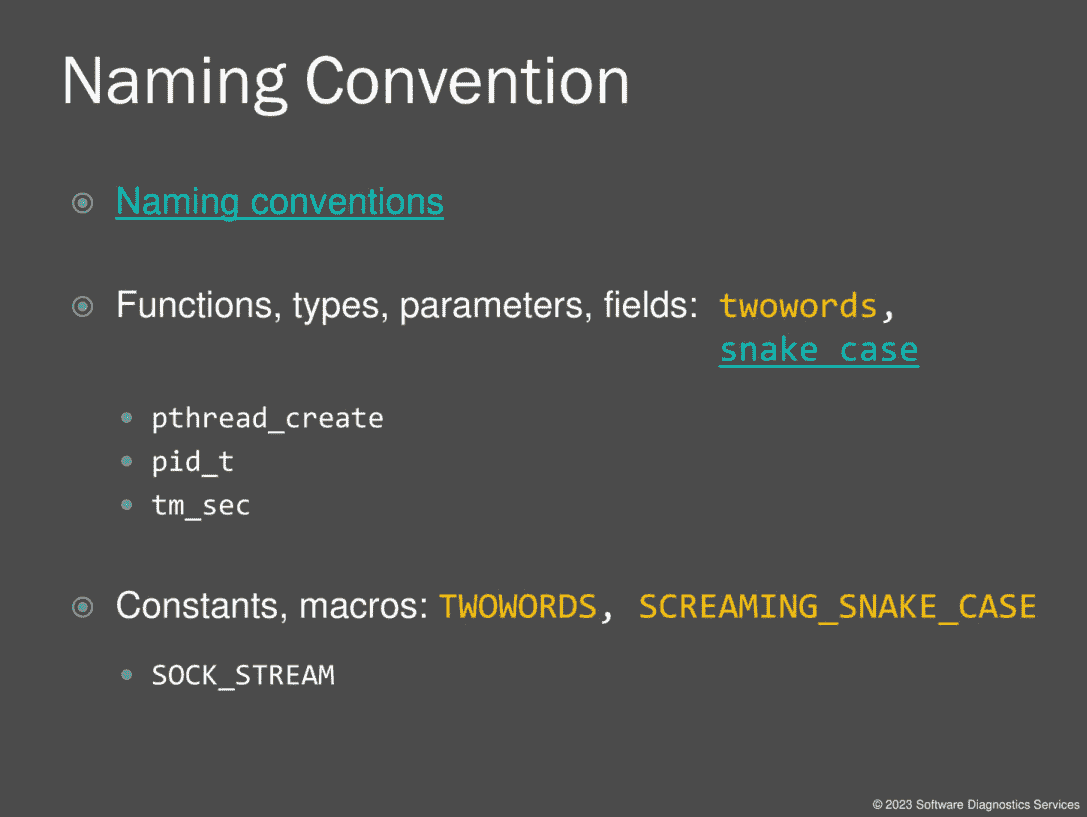 Naming Convention
Naming conventions
Functions, types, parameters, fields: twowords,
snake_case
pthread_create
pid_t
tm_sec
Constants, macros: TWOWORDS, SCREAMING_SNAKE_CASE
SOCK_STREAM
© 2023 Software Diagnostics Services